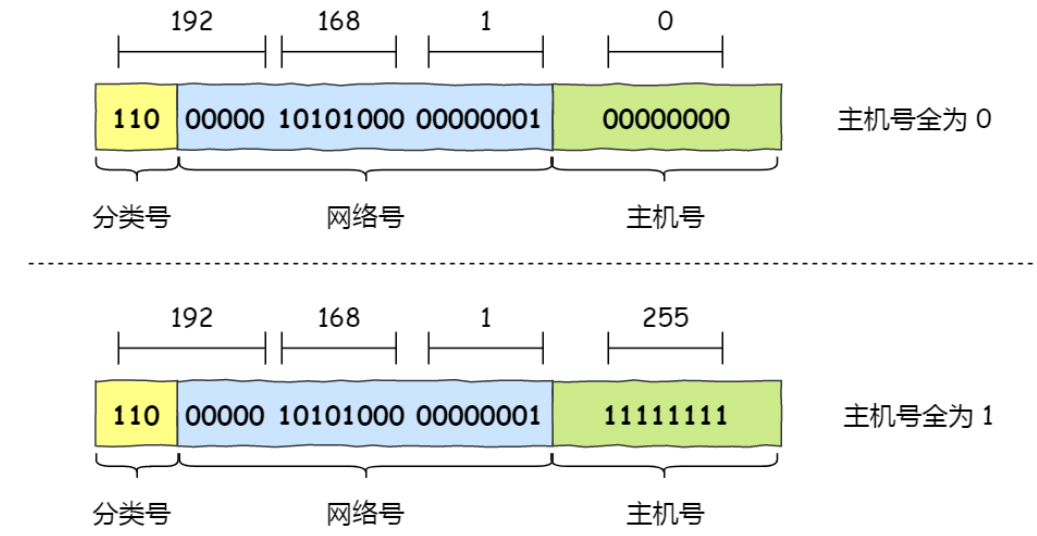 192 168 1 0
110 00000 10101000 00000001 00000000 主机号全为 0
分类号 网络号 主机号
192 168 1 255
110 00000 10101000 00000001 11111111 主机号全为 1
分类号 网络号 主机号